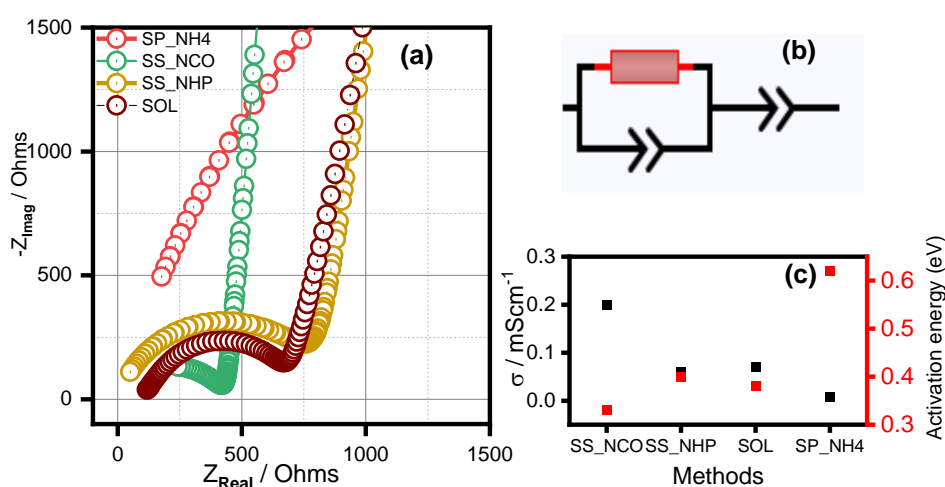 1500
1000
500
0
-Z_Imag / Ohms
SP_NH4
SS_NCO
SS_NHP
SOL
(a)
0
500
1000
1500
Z_Real / Ohms
(b)
0.3
0.2
0.1
0.0
σ / mScm⁻¹
(c)
0.6
0.5
0.4
0.3
Activation energy (eV)
SS_NCO
SS_NHP
SOL
SP_NH4
Methods